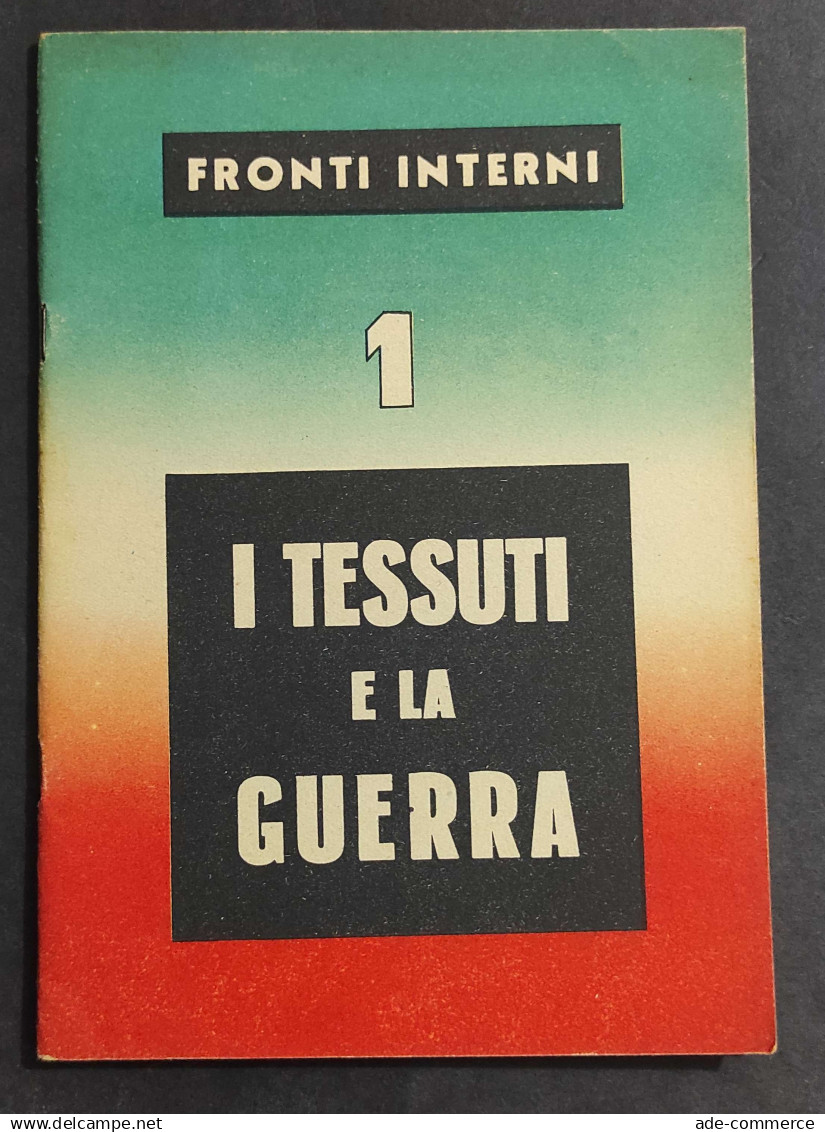 FRONTI INTERNI
1
I TESSUTI
E LA
GUERRA
www.delcampe.net
ade-commerce